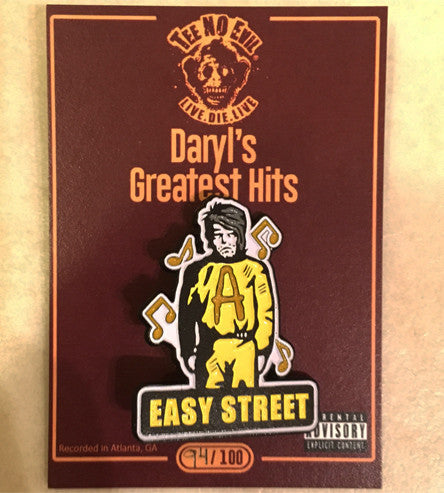 TEE NO EVIL
LIVE.DIE.LIVE
Daryl's
Greatest Hits
A
EASY STREET
Recorded in Atlanta, GA
94/100
ADVISORY
EXPLICIT CONTENT